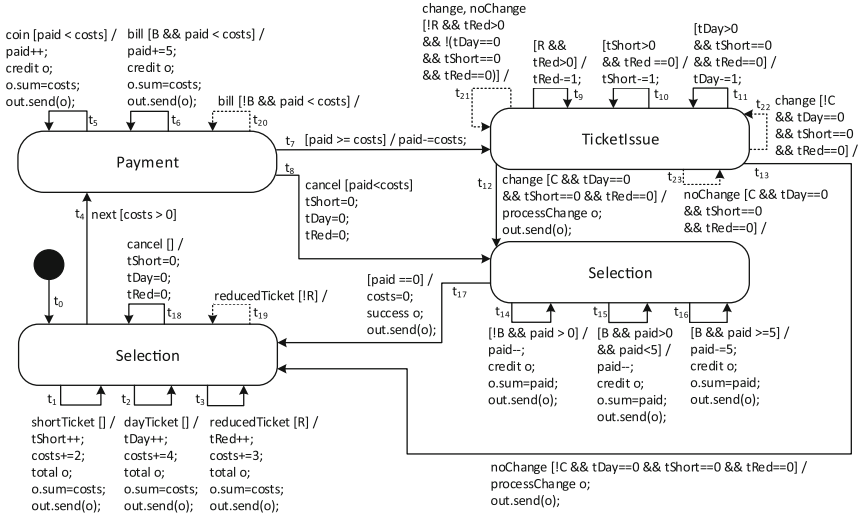 coin [paid < costs] /
paid++;
credit o;
o.sum=costs;
out.send(o);
t5
bill [B && paid < costs] /
paid+=5;
credit o;
o.sum=costs;
out.send(o);
t6
bill [!B && paid < costs] /
t20
Payment
t7 [paid >= costs] / paid-=costs;
t8
cancel [paid<costs]
tShort=0;
tDay=0;
tRed=0;
change, noChange
[!R && tRed>0
&& !(tDay==0
&& tShort==0
&& tRed==0)] /
t21
[R &&
tRed>0] /
tRed-=1;
t9
[tShort>0
&& tRed ==0] /
tShort-=1;
t10
[tDay>0
&& tShort==0
&& tRed==0] /
tDay-=1;
t11
t22
change [!C
&& tDay==0
&& tShort==0
&& tRed==0] /
TicketIssue
t12
change [C && tDay==0
&& tShort==0 && tRed==0] /
processChange o;
out.send(o);
t23
noChange [C && tDay==0
&& tShort==0
&& tRed==0] /
t13
t4 next [costs > 0]
t0
cancel [] /
tShort=0;
tDay=0;
tRed=0;
t18
reducedTicket [!R] /
t19
Selection
t1
shortTicket [] /
tShort++;
costs+=2;
total o;
o.sum=costs;
out.send(o);
t2
dayTicket [] /
tDay++;
costs+=4;
total o;
o.sum=costs;
out.send(o);
t3
reducedTicket [R] /
tRed++;
costs+=3;
total o;
o.sum=costs;
out.send(o);
[paid ==0] /
costs=0;
success o;
out.send(o);
t17
Selection
t14
[!B && paid > 0] /
paid--;
credit o;
o.sum=paid;
out.send(o);
t15
[B && paid>0
&& paid<5] /
paid--;
credit o;
o.sum=paid;
out.send(o);
t16
[B && paid >=5] /
paid-=5;
credit o;
o.sum=paid;
out.send(o);
noChange [!C && tDay==0 && tShort==0 && tRed==0] /
processChange o;
out.send(o);